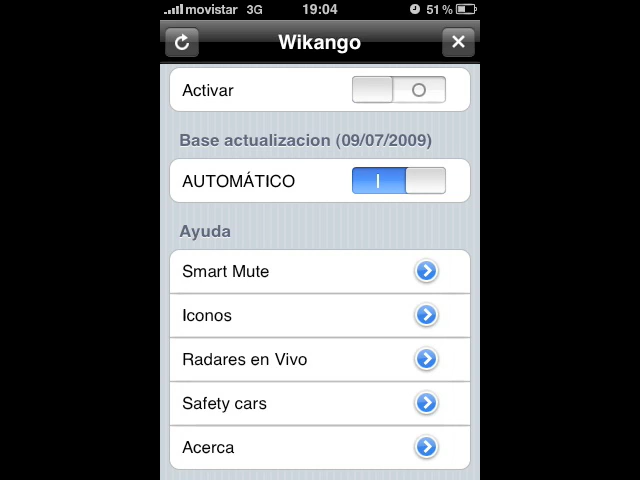 movistar 3G 19:04 51 %
Wikango
Activar
Base actualizacion (09/07/2009)
AUTOMÁTICO
Ayuda
Smart Mute
Iconos
Radares en Vivo
Safety cars
Acerca